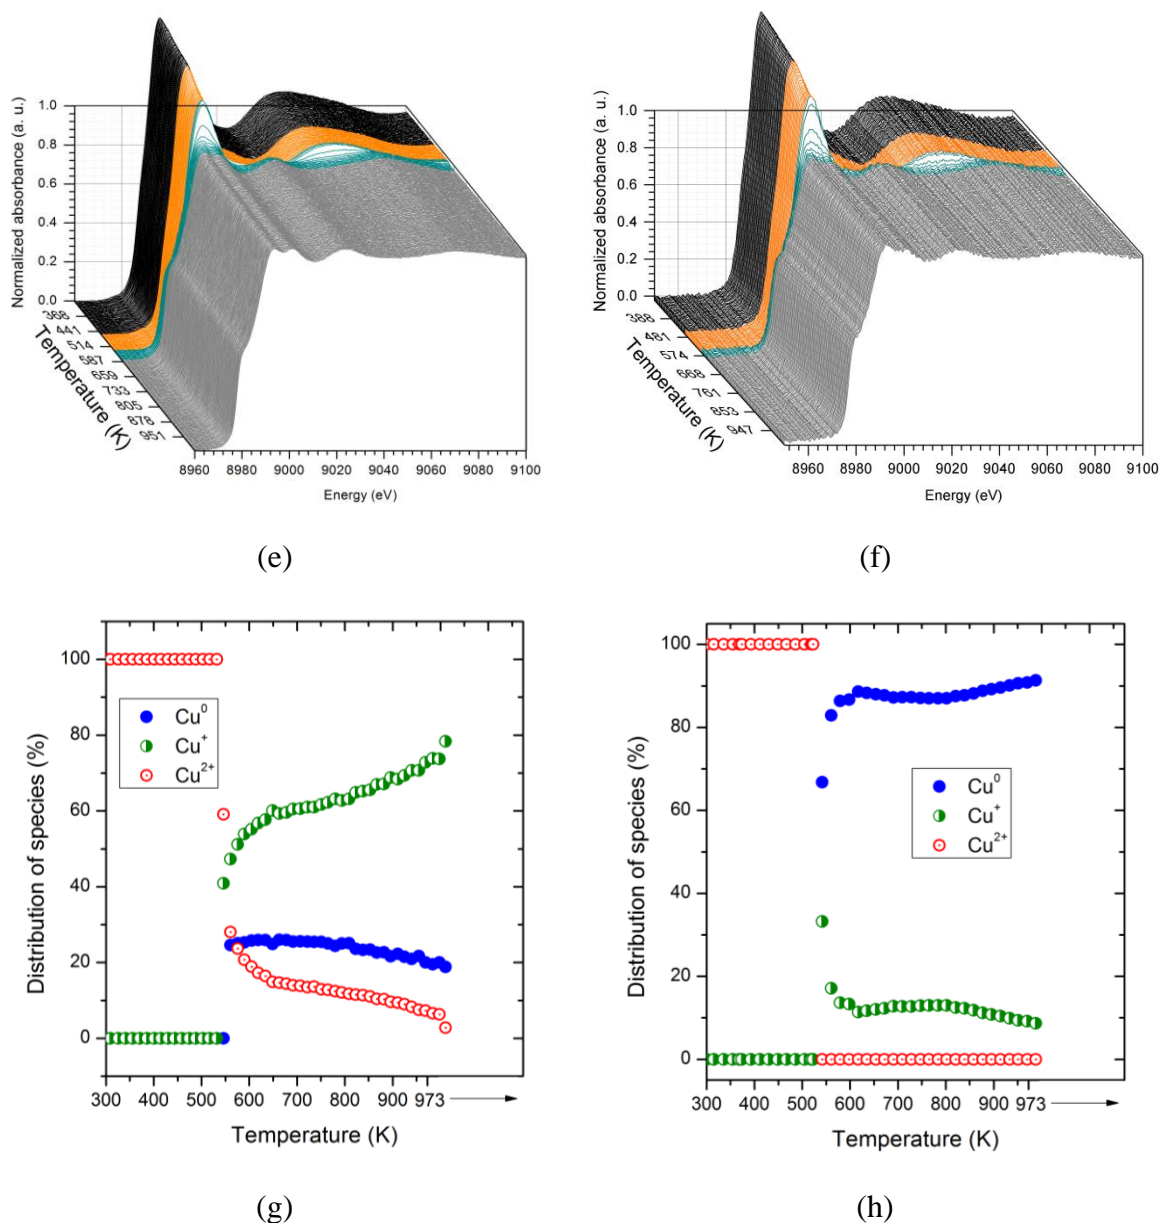 Normalized absorbance (a. u.)
1.0
0.8
0.6
0.4
0.2
0.0
368
441
514
587
659
733
805
878
951
Temperature (K)
8960 8980 9000 9020 9040 9060 9080 9100
Energy (eV)
(e)
Normalized absorbance (a. u.)
1.0
0.8
0.6
0.4
0.2
0.0
388
481
574
668
761
853
947
Temperature (K)
8960 8980 9000 9020 9040 9060 9080 9100
Energy (eV)
(f)
Distribution of species (%)
100
80
60
40
20
0
Cu⁰
Cu⁺
Cu²⁺
300 400 500 600 700 800 900 973
Temperature (K)
(g)
Distribution of species (%)
100
80
60
40
20
0
Cu⁰
Cu⁺
Cu²⁺
300 400 500 600 700 800 900 973
Temperature (K)
(h)